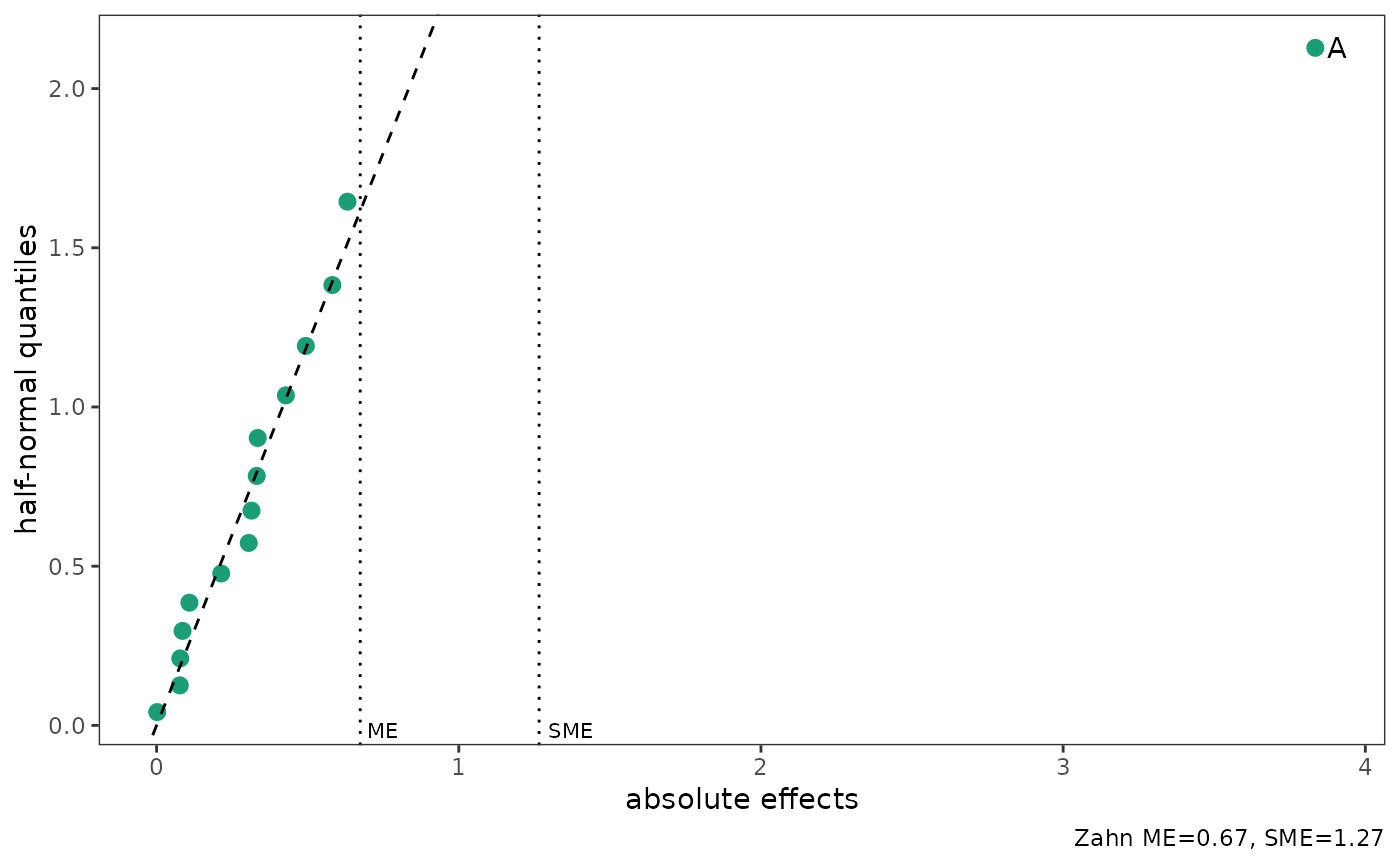 A
2.0
1.5
1.0
0.5
0.0
half-normal quantiles
ME
SME
0
1
2
3
4
absolute effects
Zahn ME=0.67, SME=1.27